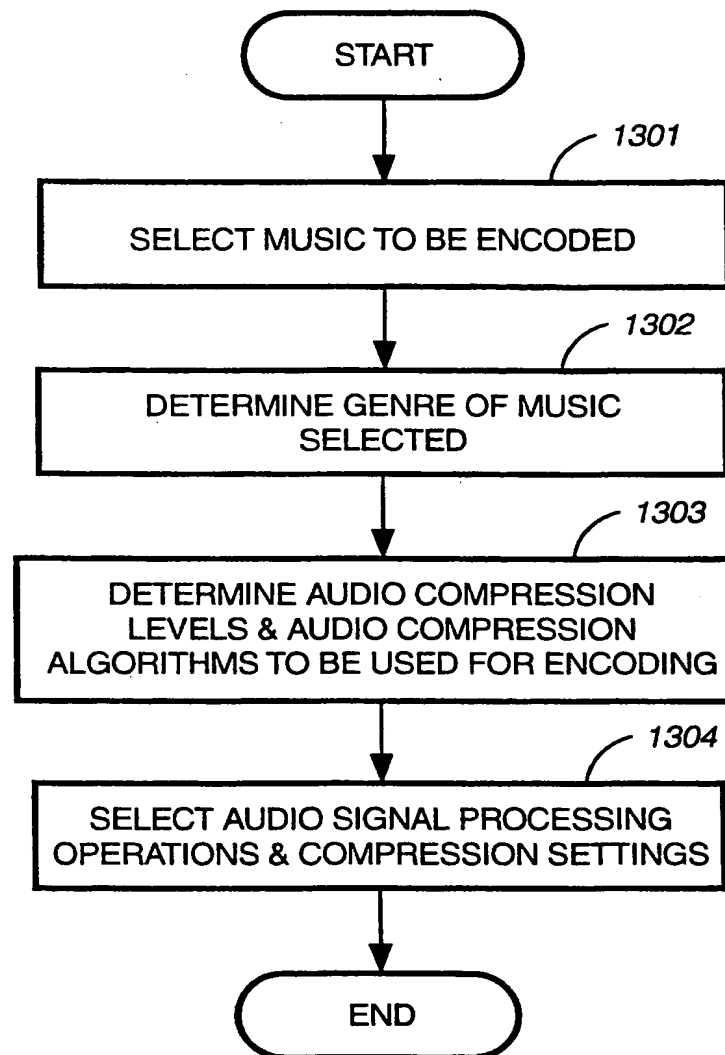 START
1301
SELECT MUSIC TO BE ENCODED
1302
DETERMINE GENRE OF MUSIC
SELECTED
1303
DETERMINE AUDIO COMPRESSION
LEVELS & AUDIO COMPRESSION
ALGORITHMS TO BE USED FOR ENCODING
1304
SELECT AUDIO SIGNAL PROCESSING
OPERATIONS & COMPRESSION SETTINGS
END